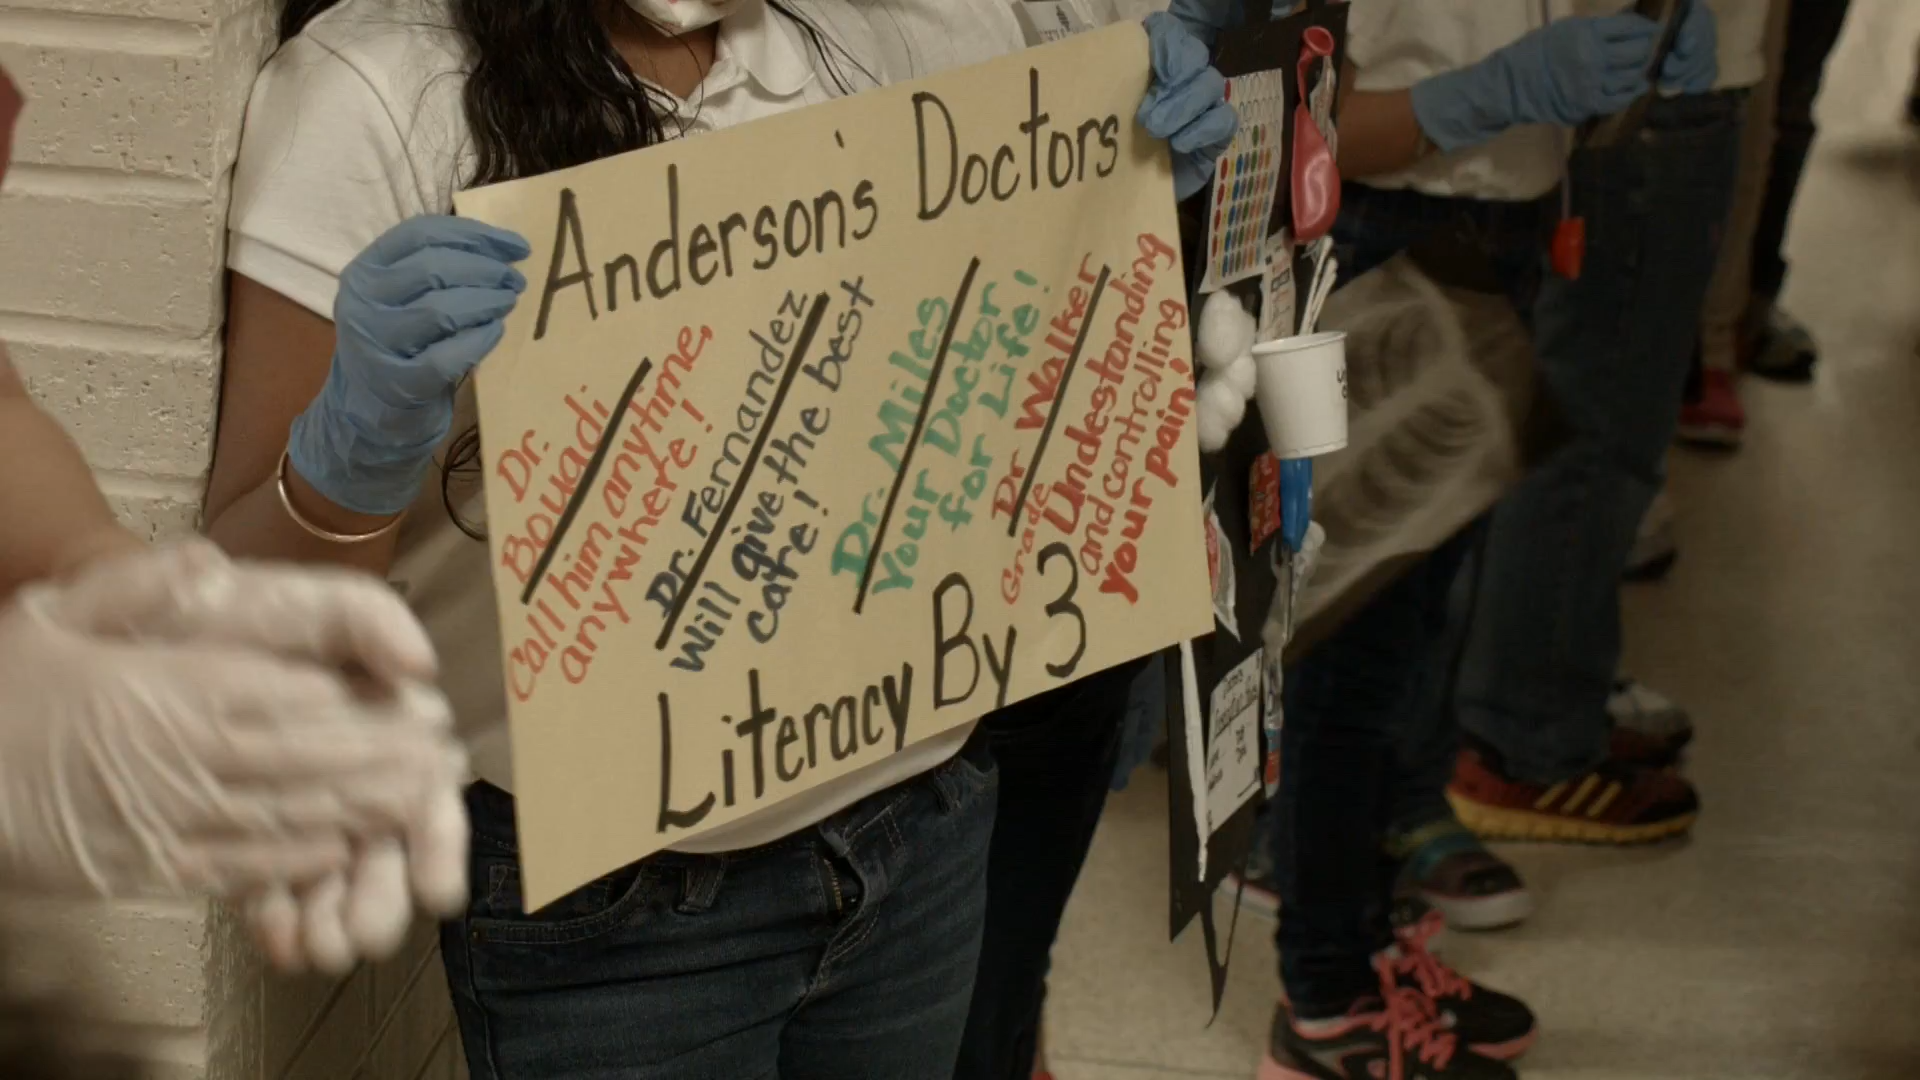 Anderson's Doctors
Dr.
Bouadi
Call him anytime,
anywhere!
Dr. Fernandez
Will give the best
care!
Dr. Miles
Your Doctor
for Life!
Dr Walker
Undestanding
and controlling
your pain!
Literacy By 3
Grade